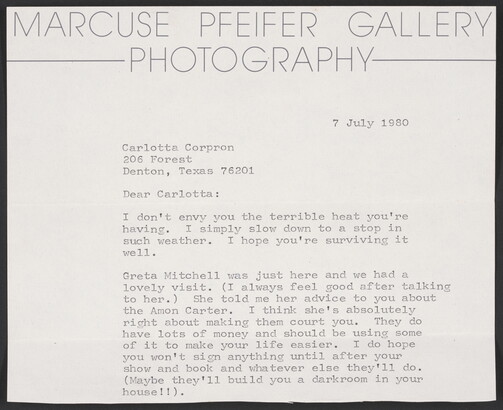 MARCUSE PFEIFER GALLERY
PHOTOGRAPHY
7 July 1980
Carlotta Corpron
206 Forest
Denton, Texas 76201
Dear Carlotta:
I don't envy you the terrible heat you're
having. I simply slow down to a stop in
such weather. I hope you're surviving it
well.
Greta Mitchell was just here and we had a
lovely visit. (I always feel good after talking
to her.) She told me her advice to you about
the Amon Carter. I think she's absolutely
right about making them court you. They do
have lots of money and should be using some
of it to make your life easier. I do hope
you won't sign anything until after your
show and book and whatever else they'll do.
(Maybe they'll build you a darkroom in your
house!!).